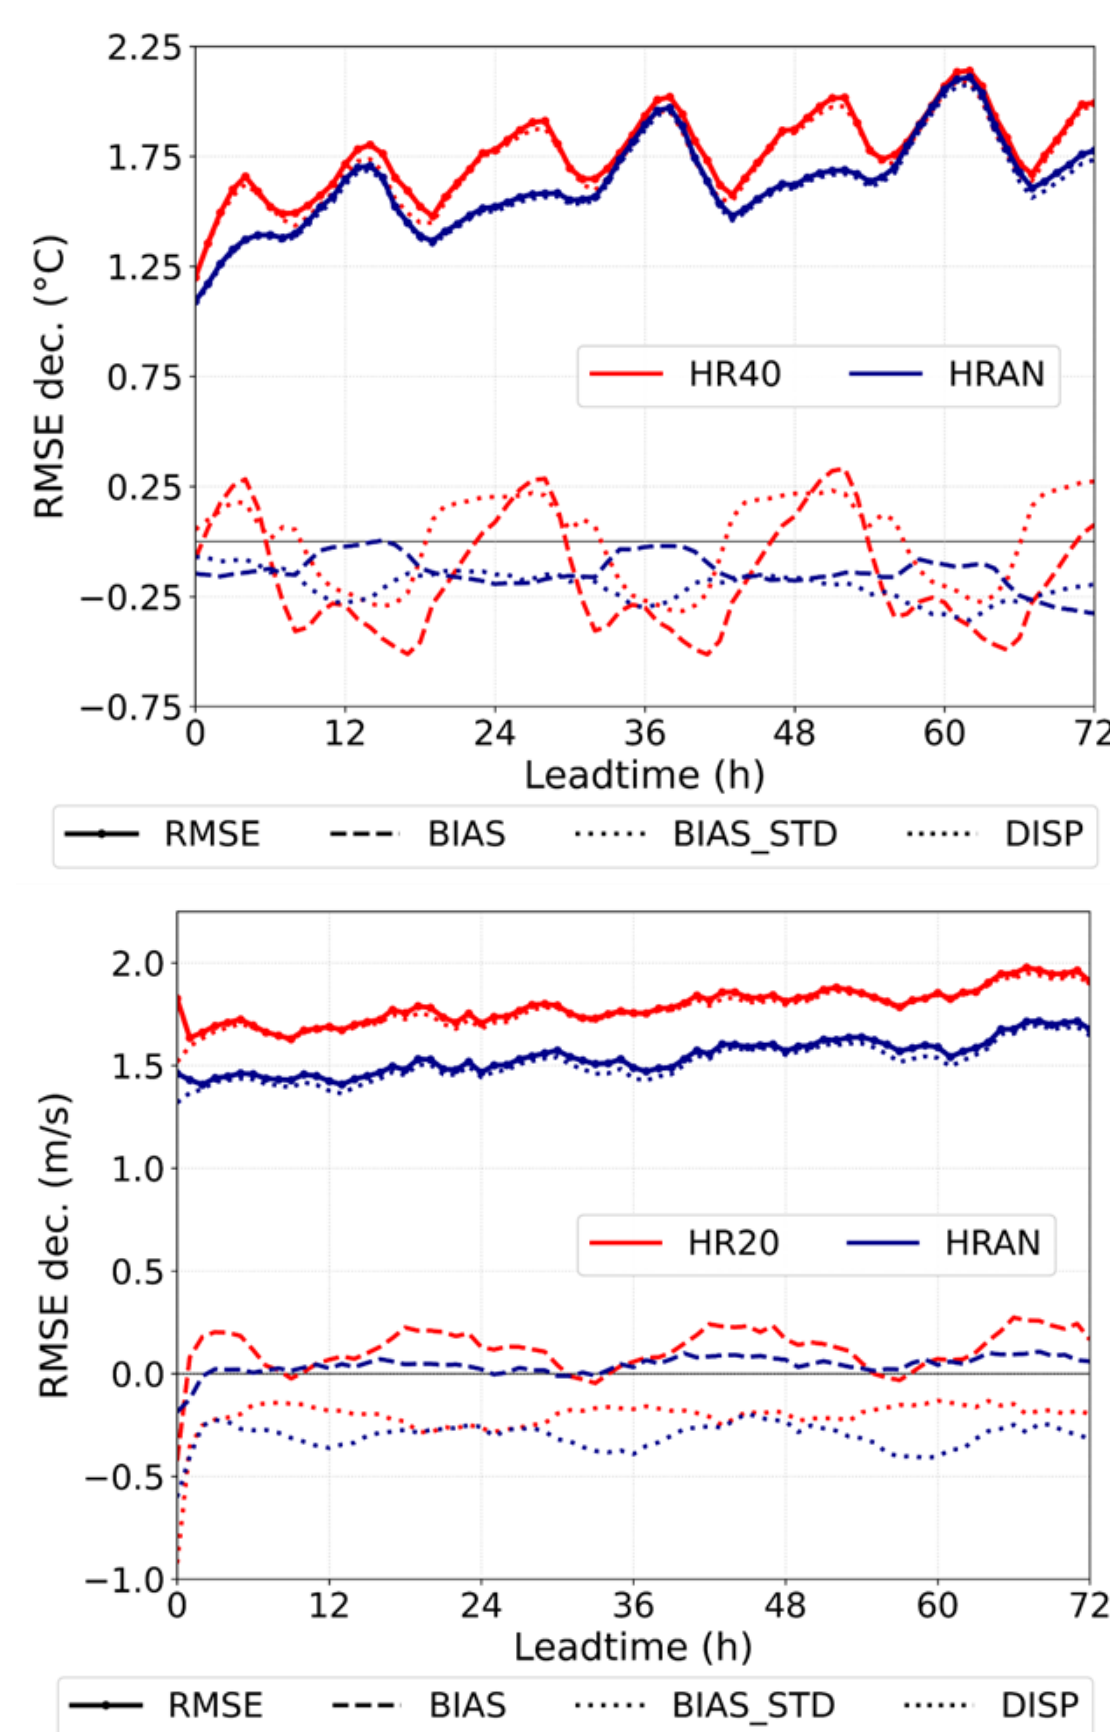 2.25
1.75
1.25
0.75
0.25
−0.25
−0.75
RMSE dec. (°C)
HR40 HRAN
0 12 24 36 48 60 72
Leadtime (h)
RMSE BIAS BIAS_STD DISP
2.0
1.5
1.0
0.5
0.0
−0.5
−1.0
RMSE dec. (m/s)
HR20 HRAN
0 12 24 36 48 60 72
Leadtime (h)
RMSE BIAS BIAS_STD DISP